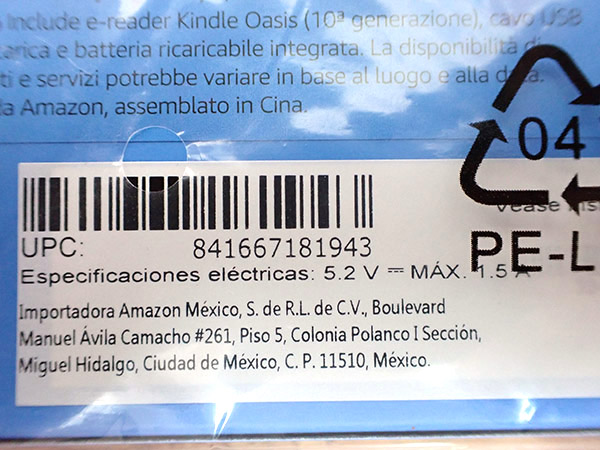 Include e-reader Kindle Oasis (10ª generazione), cavo USB
e batteria ricaricabile integrata. La disponibilità di
e servizi potrebbe variare in base al luogo e alla data.
Amazon, assemblato in Cina.
04
PE-L
UPC: 841667181943
Especificaciones eléctricas: 5.2 V ⎓ MÁX. 1.5 A
Importadora Amazon México, S. de R.L. de C.V., Boulevard
Manuel Ávila Camacho #261, Piso 5, Colonia Polanco I Sección,
Miguel Hidalgo, Ciudad de México, C. P. 11510, México.